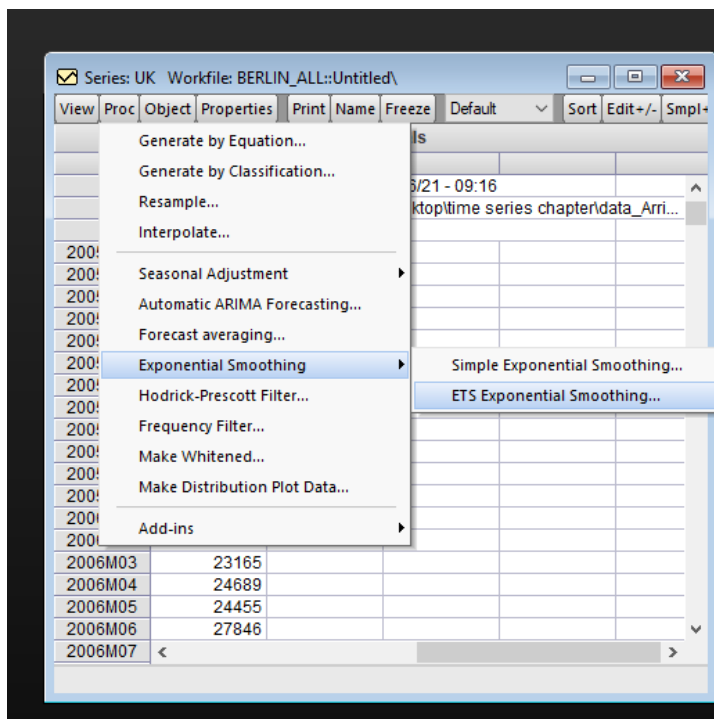 Series: UK Workfile: BERLIN_ALL::Untitled\
View Proc Object Properties Print Name Freeze Default Sort Edit+/- Smpl+
Generate by Equation...
Generate by Classification...
Resample...
Interpolate...
Seasonal Adjustment
Automatic ARIMA Forecasting...
Forecast averaging...
Exponential Smoothing
Hodrick-Prescott Filter...
Frequency Filter...
Make Whitened...
Make Distribution Plot Data...
Add-ins
Simple Exponential Smoothing...
ETS Exponential Smoothing...
ls
6/21 - 09:16
ktop\time series chapter\data_Arri...
2006M03 23165
2006M04 24689
2006M05 24455
2006M06 27846
2006M07